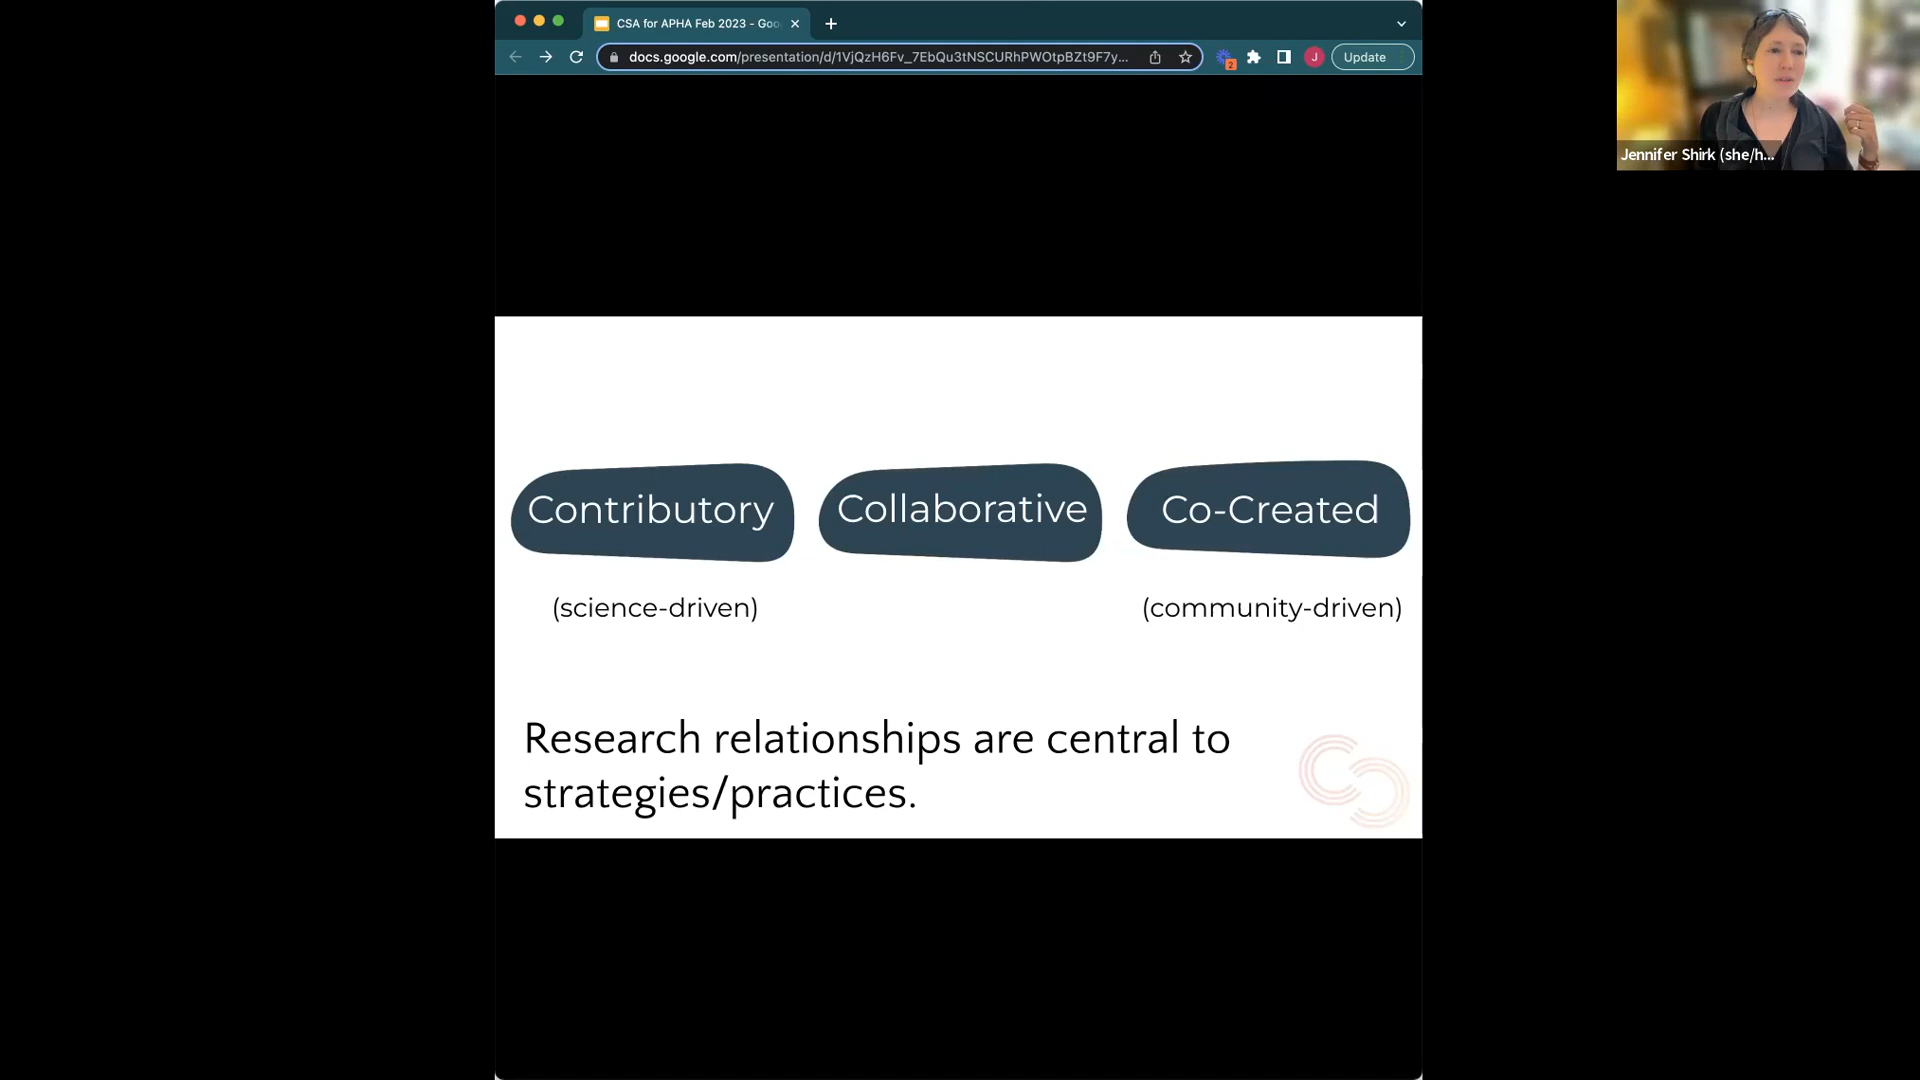 CSA for APHA Feb 2023 - Goo
docs.google.com/presentation/d/1VjQzH6Fv_7EbQu3tNSCURhPWOtpBZt9F7y...
2
J
Update
Jennifer Shirk (she/h...
Contributory
Collaborative
Co-Created
(science-driven)
(community-driven)
Research relationships are central to
strategies/practices.